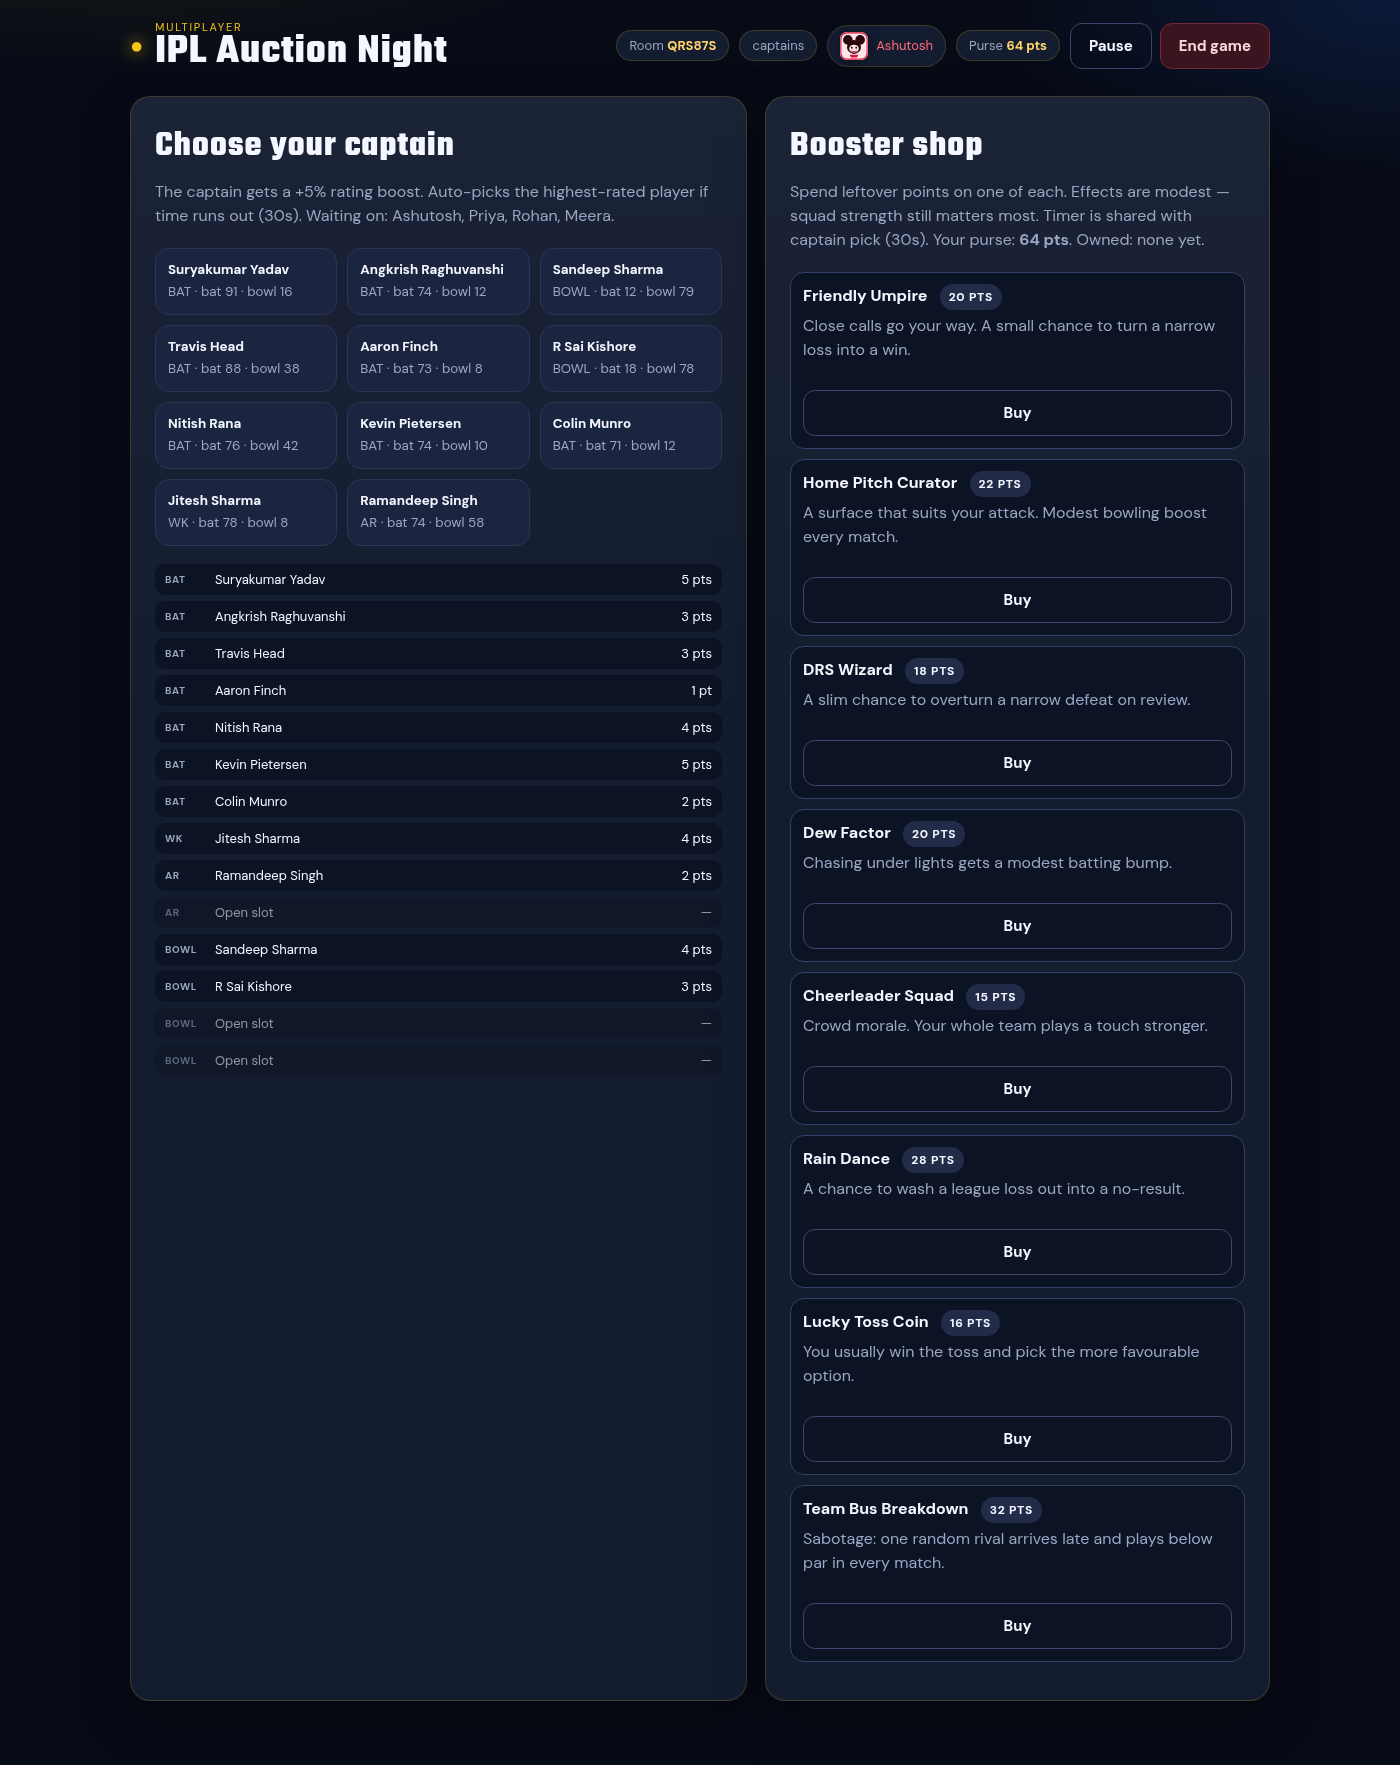 MULTIPLAYER
IPL Auction Night
Room QRS87S
captains
Ashutosh
Purse 64 pts
Pause
End game
Choose your captain
The captain gets a +5% rating boost. Auto-picks the highest-rated player if
time runs out (30s). Waiting on: Ashutosh, Priya, Rohan, Meera.
Suryakumar Yadav
BAT · bat 91 · bowl 16
Angkrish Raghuvanshi
BAT · bat 74 · bowl 12
Sandeep Sharma
BOWL · bat 12 · bowl 79
Travis Head
BAT · bat 88 · bowl 38
Aaron Finch
BAT · bat 73 · bowl 8
R Sai Kishore
BOWL · bat 18 · bowl 78
Nitish Rana
BAT · bat 76 · bowl 42
Kevin Pietersen
BAT · bat 74 · bowl 10
Colin Munro
BAT · bat 71 · bowl 12
Jitesh Sharma
WK · bat 78 · bowl 8
Ramandeep Singh
AR · bat 74 · bowl 58
BAT Suryakumar Yadav 5 pts
BAT Angkrish Raghuvanshi 3 pts
BAT Travis Head 3 pts
BAT Aaron Finch 1 pt
BAT Nitish Rana 4 pts
BAT Kevin Pietersen 5 pts
BAT Colin Munro 2 pts
WK Jitesh Sharma 4 pts
AR Ramandeep Singh 2 pts
AR Open slot —
BOWL Sandeep Sharma 4 pts
BOWL R Sai Kishore 3 pts
BOWL Open slot —
BOWL Open slot —
Booster shop
Spend leftover points on one of each. Effects are modest —
squad strength still matters most. Timer is shared with
captain pick (30s). Your purse: 64 pts. Owned: none yet.
Friendly Umpire 20 PTS
Close calls go your way. A small chance to turn a narrow
loss into a win.
Buy
Home Pitch Curator 22 PTS
A surface that suits your attack. Modest bowling boost
every match.
Buy
DRS Wizard 18 PTS
A slim chance to overturn a narrow defeat on review.
Buy
Dew Factor 20 PTS
Chasing under lights gets a modest batting bump.
Buy
Cheerleader Squad 15 PTS
Crowd morale. Your whole team plays a touch stronger.
Buy
Rain Dance 28 PTS
A chance to wash a league loss out into a no-result.
Buy
Lucky Toss Coin 16 PTS
You usually win the toss and pick the more favourable
option.
Buy
Team Bus Breakdown 32 PTS
Sabotage: one random rival arrives late and plays below
par in every match.
Buy